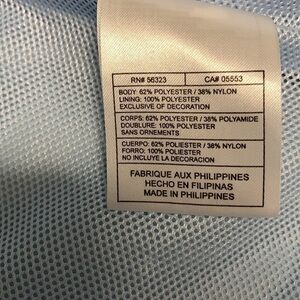 RN# 56323 CA# 05553
BODY: 62% POLYESTER / 38% NYLON
LINING: 100% POLYESTER
EXCLUSIVE OF DECORATION
CORPS: 62% POLYESTER / 38% POLYAMIDE
DOUBLURE: 100% POLYESTER
SANS ORNEMENTS
CUERPO: 62% POLIESTER / 38% NYLON
FORRO: 100% POLIESTER
NO INCLUYE LA DECORACION
FABRIQUE AUX PHILIPPINES
HECHO EN FILIPINAS
MADE IN PHILIPPINES